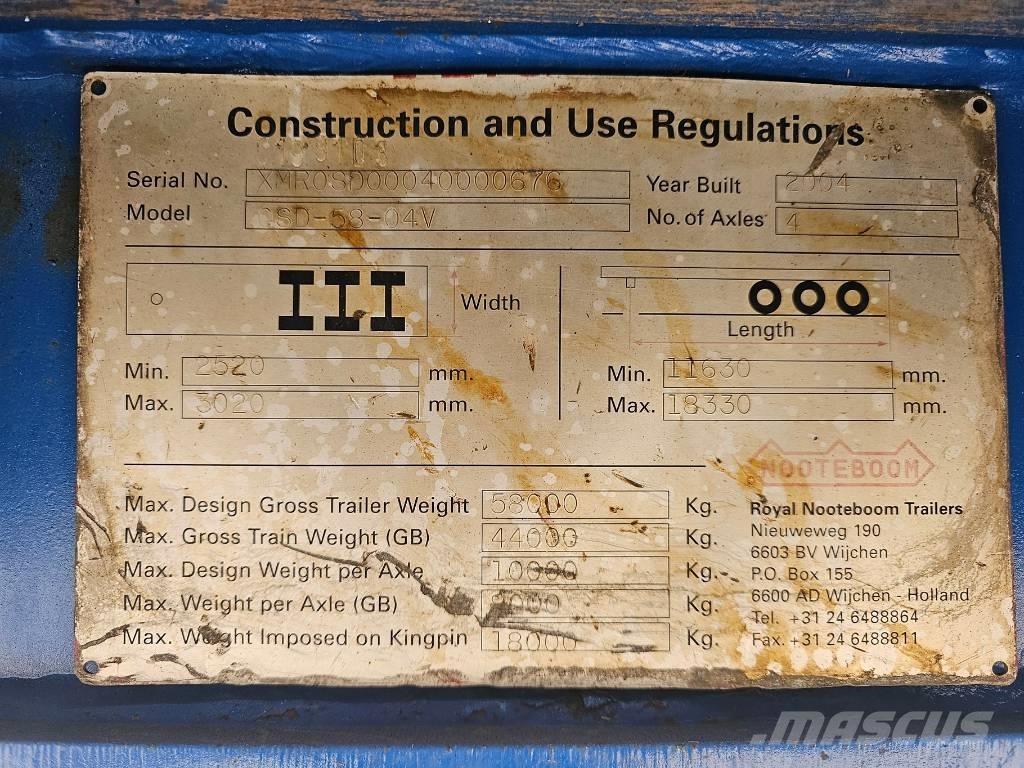 Construction and Use Regulations
Serial No. XMROSD00040000676 Year Built 2004
Model OSD-58-04V No. of Axles 4
Width
Length
Min. 2520 mm. Min. 11630 mm.
Max. 3020 mm. Max. 18330 mm.
NOOTEBOOM
Max. Design Gross Trailer Weight 58000 Kg.
Max. Gross Train Weight (GB) 44000 Kg.
Max. Design Weight per Axle 10000 Kg.
Max. Weight per Axle (GB) Kg.
Max. Weight Imposed on Kingpin 18000 Kg.
Royal Nooteboom Trailers
Nieuweweg 190
6603 BV Wijchen
P.O. Box 155
6600 AD Wijchen - Holland
Tel. +31 24 6488864
Fax. +31 24 6488811
MASCUS